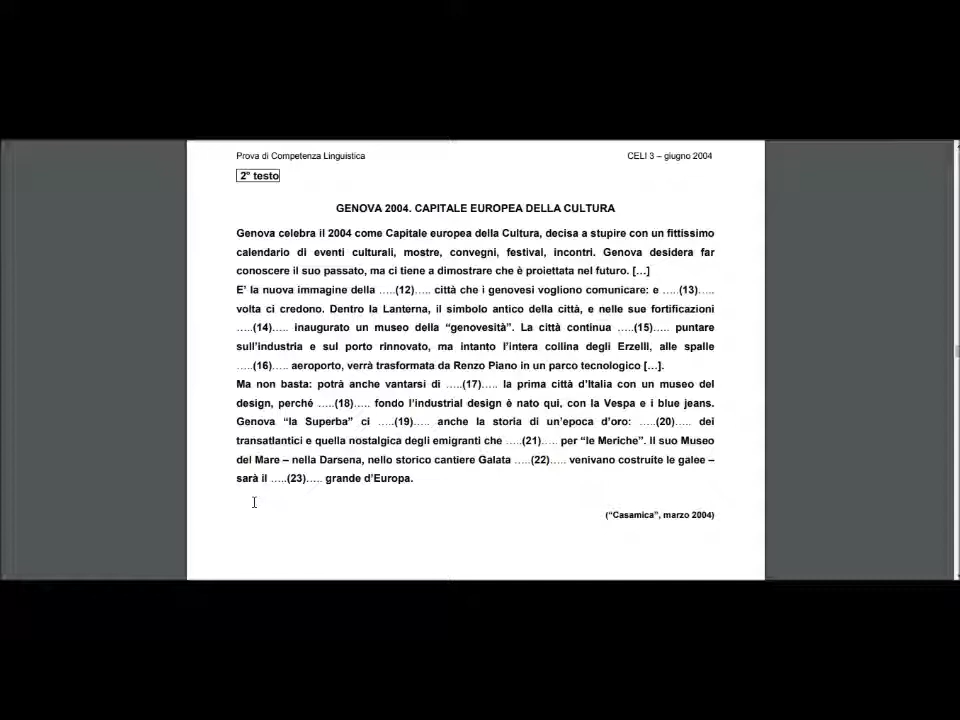 Prova di Competenza Linguistica CELI 3 – giugno 2004
2° testo
GENOVA 2004. CAPITALE EUROPEA DELLA CULTURA
Genova celebra il 2004 come Capitale europea della Cultura, decisa a stupire con un fittissimo
calendario di eventi culturali, mostre, convegni, festival, incontri. Genova desidera far
conoscere il suo passato, ma ci tiene a dimostrare che è proiettata nel futuro. […]
E' la nuova immagine della …..(12)….. città che i genovesi vogliono comunicare: e …..(13)…..
volta ci credono. Dentro la Lanterna, il simbolo antico della città, e nelle sue fortificazioni
…..(14)….. inaugurato un museo della “genovesità”. La città continua …..(15)….. puntare
sull'industria e sul porto rinnovato, ma intanto l'intera collina degli Erzelli, alle spalle
…..(16)….. aeroporto, verrà trasformata da Renzo Piano in un parco tecnologico […].
Ma non basta: potrà anche vantarsi di …..(17)….. la prima città d'Italia con un museo del
design, perché …..(18)….. fondo l'industrial design è nato qui, con la Vespa e i blue jeans.
Genova “la Superba” ci …..(19)….. anche la storia di un'epoca d'oro: …..(20)….. dei
transatlantici e quella nostalgica degli emigranti che …..(21)….. per “le Meriche”. Il suo Museo
del Mare – nella Darsena, nello storico cantiere Galata …..(22)….. venivano costruite le galee –
sarà il …..(23)….. grande d'Europa.
(“Casamica”, marzo 2004)